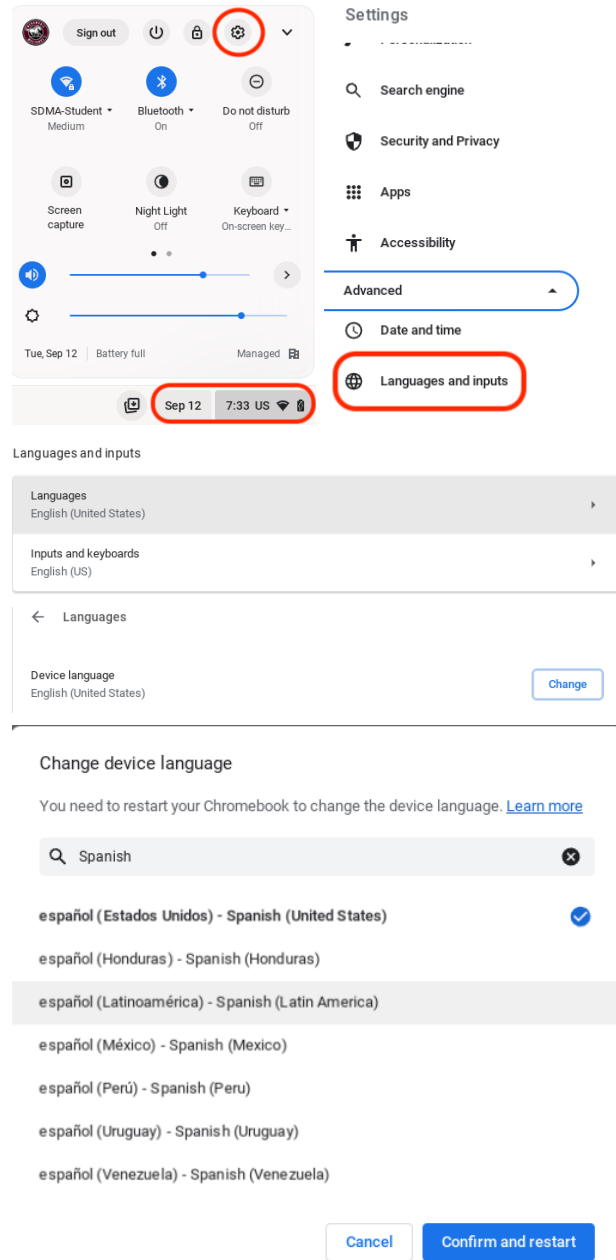 Sign out
SDMA-Student
Medium
Bluetooth
On
Do not disturb
Off
Screen
capture
Night Light
Off
Keyboard
On-screen key...
Tue, Sep 12
Battery full
Managed
Sep 12
7:33 US
Settings
Search engine
Security and Privacy
Apps
Accessibility
Advanced
Date and time
Languages and inputs
Languages and inputs
Languages
English (United States)
Inputs and keyboards
English (US)
Languages
Device language
English (United States)
Change
Change device language
You need to restart your Chromebook to change the device language. Learn more
Spanish
español (Estados Unidos) - Spanish (United States)
español (Honduras) - Spanish (Honduras)
español (Latinoamérica) - Spanish (Latin America)
español (México) - Spanish (Mexico)
español (Perú) - Spanish (Peru)
español (Uruguay) - Spanish (Uruguay)
español (Venezuela) - Spanish (Venezuela)
Cancel
Confirm and restart